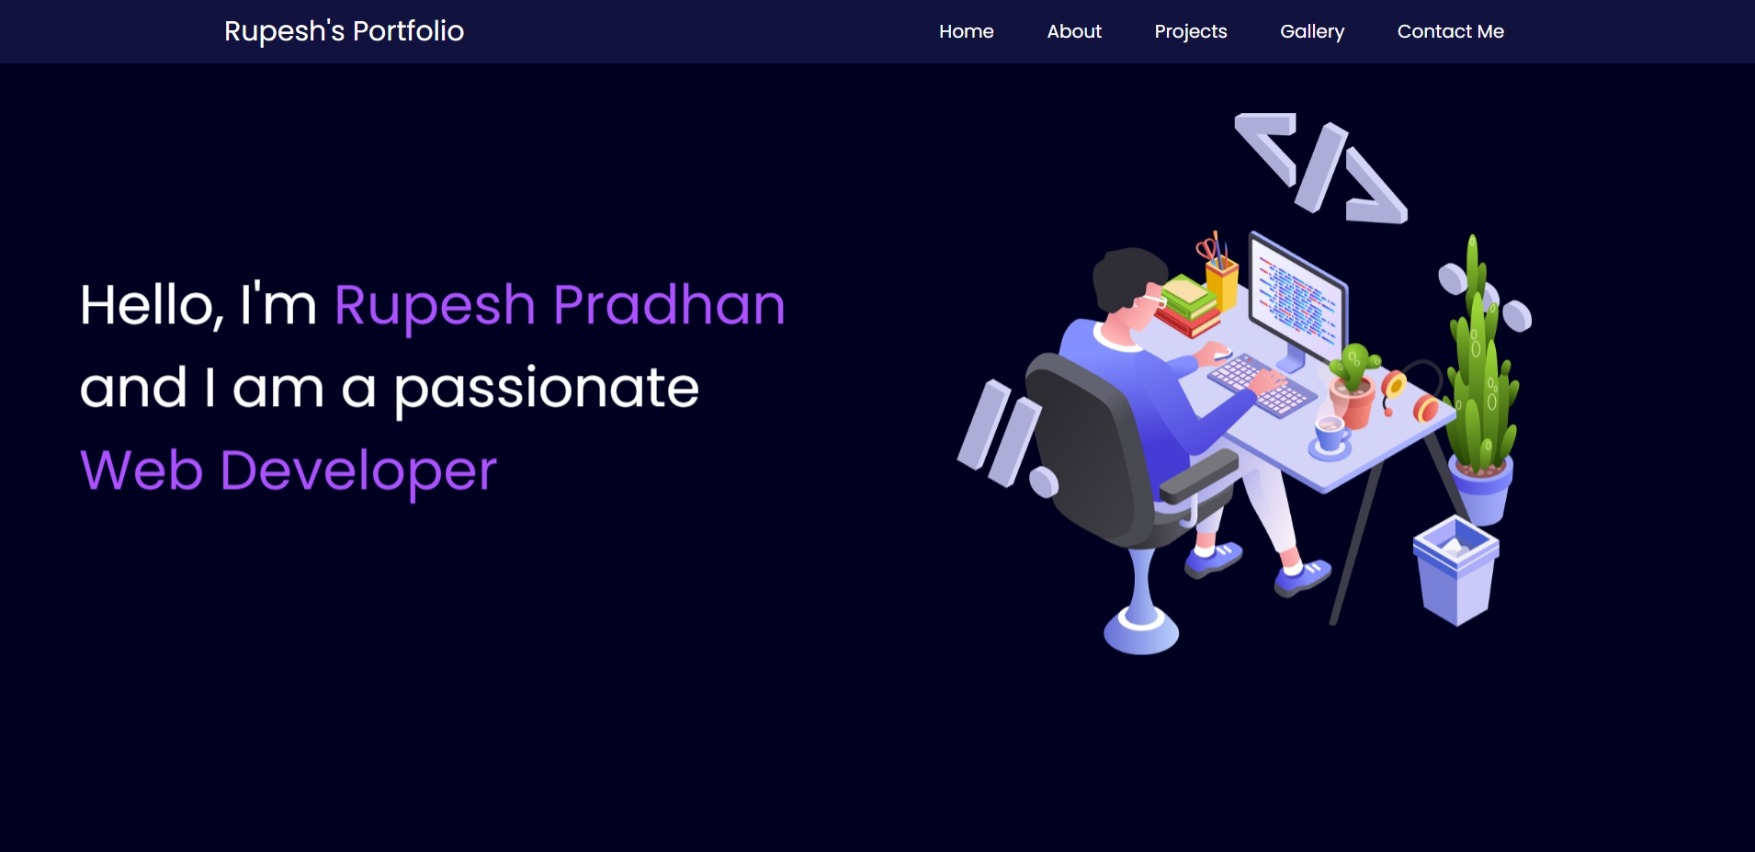 Rupesh's Portfolio
Home
About
Projects
Gallery
Contact Me
Hello, I'm Rupesh Pradhan
and I am a passionate
Web Developer